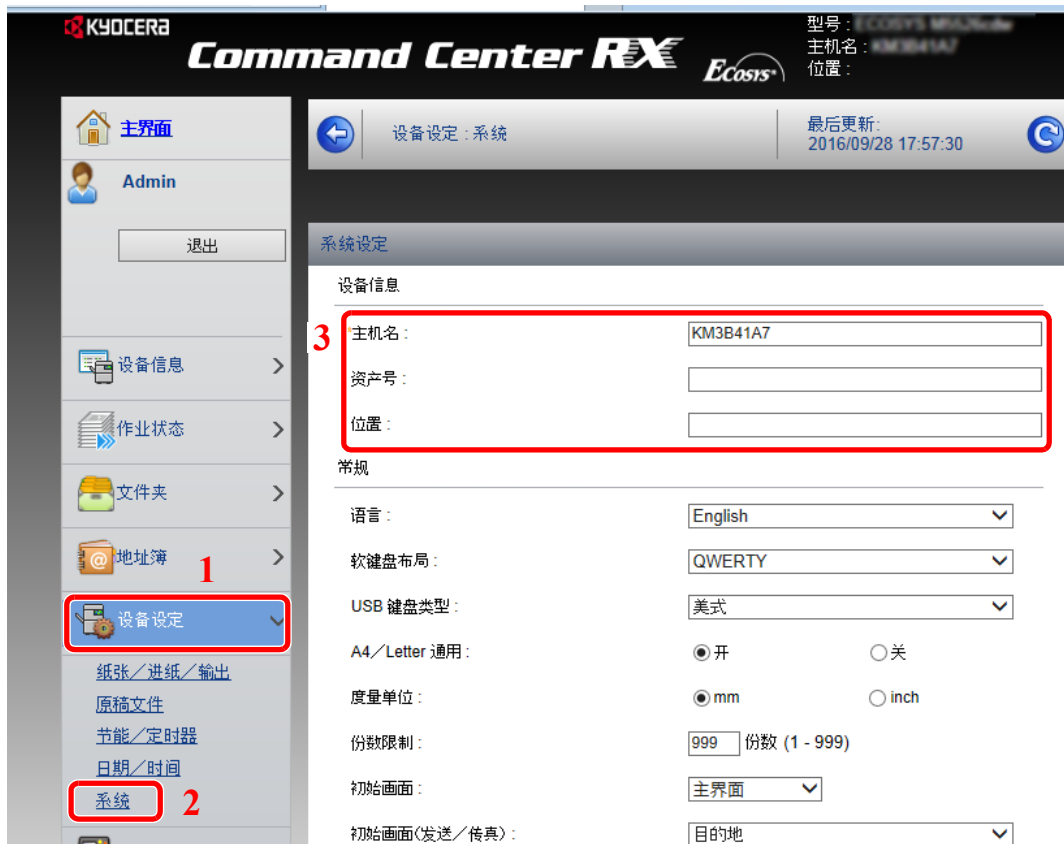 KYOCERA
Command Center RX
Ecosys
型号 :
主机名 :
位置 :
主界面
Admin
退出
设备信息
作业状态
文件夹
地址簿
1
设备设定
纸张／进纸／输出
原稿文件
节能／定时器
日期／时间
系统
2
设备设定 : 系统
最后更新:
2016/09/28 17:57:30
系统设定
设备信息
3
*主机名 : KM3B41A7
资产号 :
位置 :
常规
语言 : English
软键盘布局 : QWERTY
USB 键盘类型 : 美式
A4／Letter 通用 : 开 关
度量单位 : mm inch
份数限制 : 999 份数 (1 - 999)
初始画面 : 主界面
初始画面(发送／传真) : 目的地